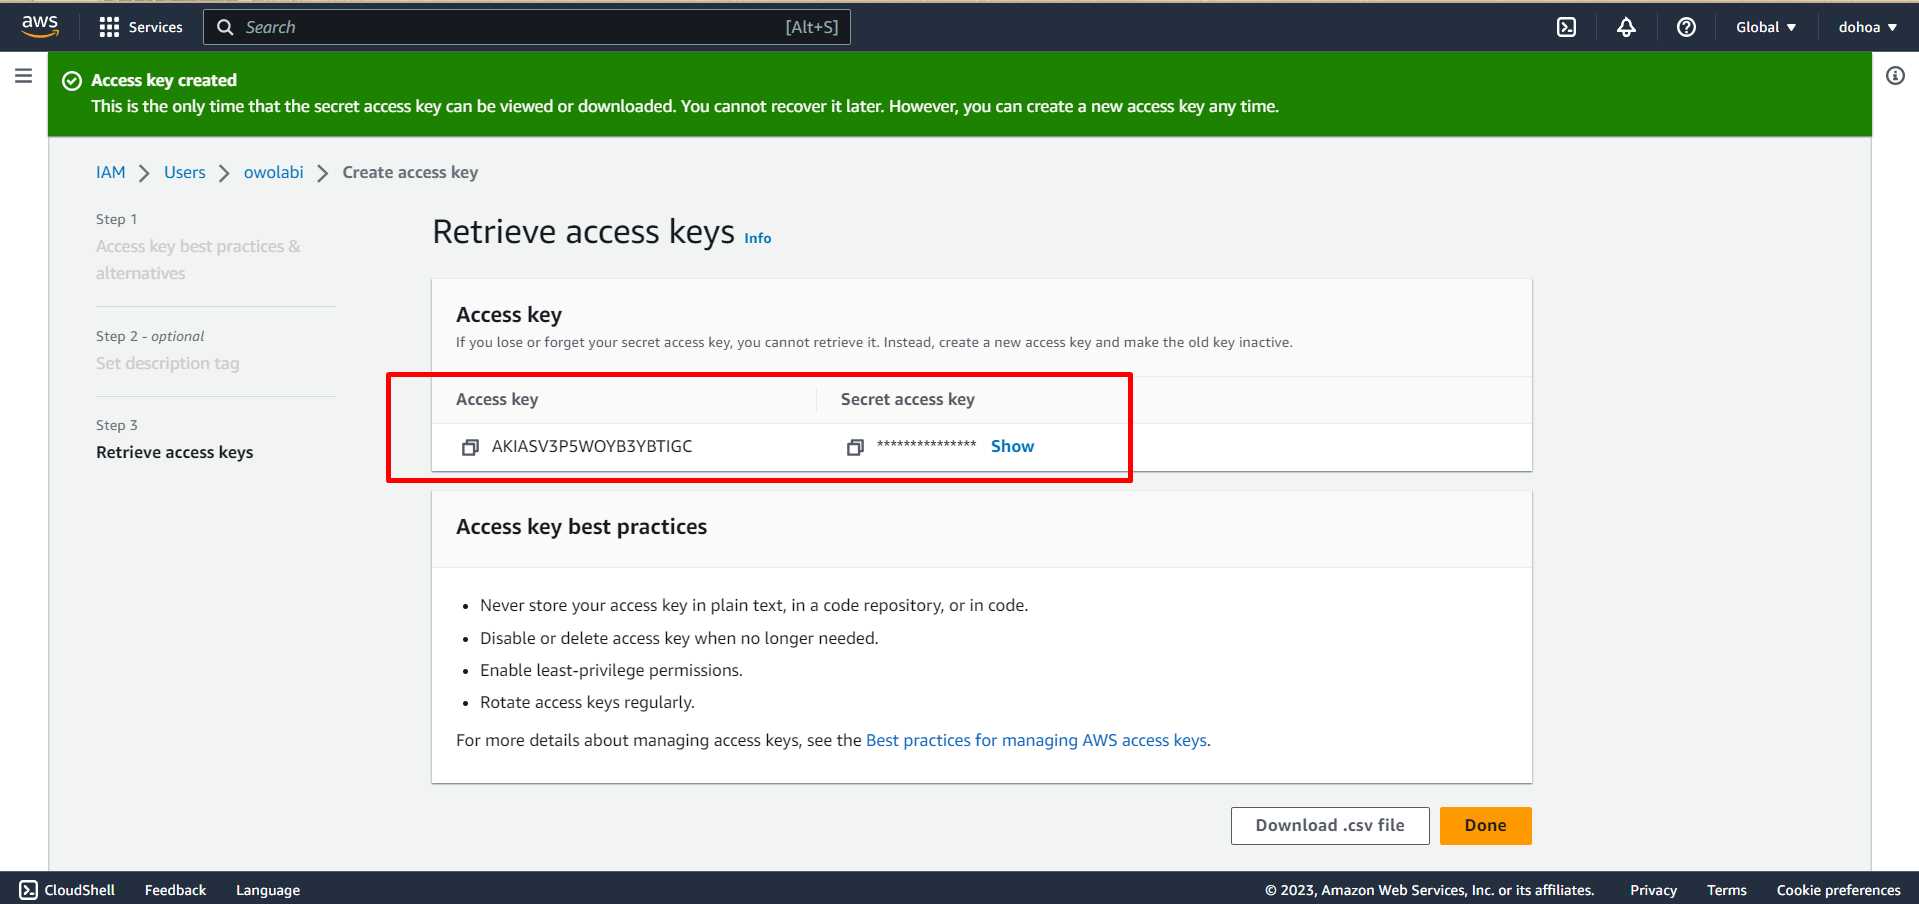 aws
Services
Search
[Alt+S]
Global
dohoa
Access key created
This is the only time that the secret access key can be viewed or downloaded. You cannot recover it later. However, you can create a new access key any time.
IAM
Users
owolabi
Create access key
Step 1
Access key best practices &
alternatives
Step 2 - optional
Set description tag
Step 3
Retrieve access keys
Retrieve access keys Info
Access key
If you lose or forget your secret access key, you cannot retrieve it. Instead, create a new access key and make the old key inactive.
Access key
Secret access key
AKIASV3P5WOYB3YBTIGC
*************** Show
Access key best practices
• Never store your access key in plain text, in a code repository, or in code.
• Disable or delete access key when no longer needed.
• Enable least-privilege permissions.
• Rotate access keys regularly.
For more details about managing access keys, see the Best practices for managing AWS access keys.
Download .csv file
Done
CloudShell
Feedback
Language
© 2023, Amazon Web Services, Inc. or its affiliates.
Privacy
Terms
Cookie preferences